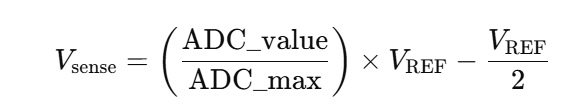 V_sense = (ADC_value / ADC_max) × V_REF − V_REF / 2